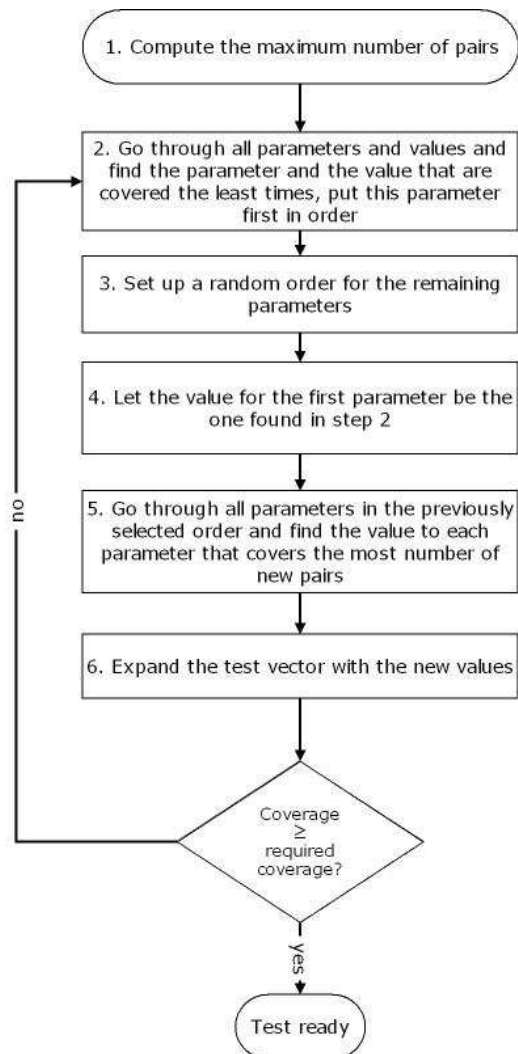 1. Compute the maximum number of pairs
2. Go through all parameters and values and
find the parameter and the value that are
covered the least times, put this parameter
first in order
3. Set up a random order for the remaining
parameters
4. Let the value for the first parameter be the
one found in step 2
5. Go through all parameters in the previously
selected order and find the value to each
parameter that covers the most number of
new pairs
6. Expand the test vector with the new values
Coverage
≥
required
coverage?
no
yes
Test ready